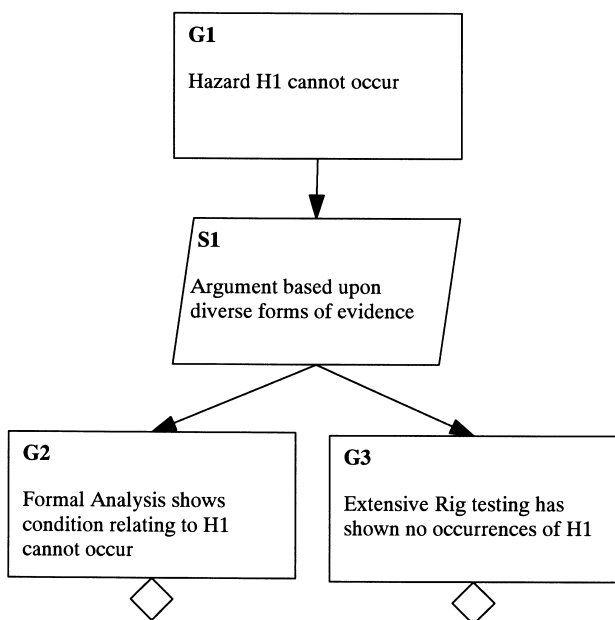 G1
Hazard H1 cannot occur
S1
Argument based upon
diverse forms of evidence
G2
Formal Analysis shows
condition relating to H1
cannot occur
G3
Extensive Rig testing has
shown no occurrences of H1